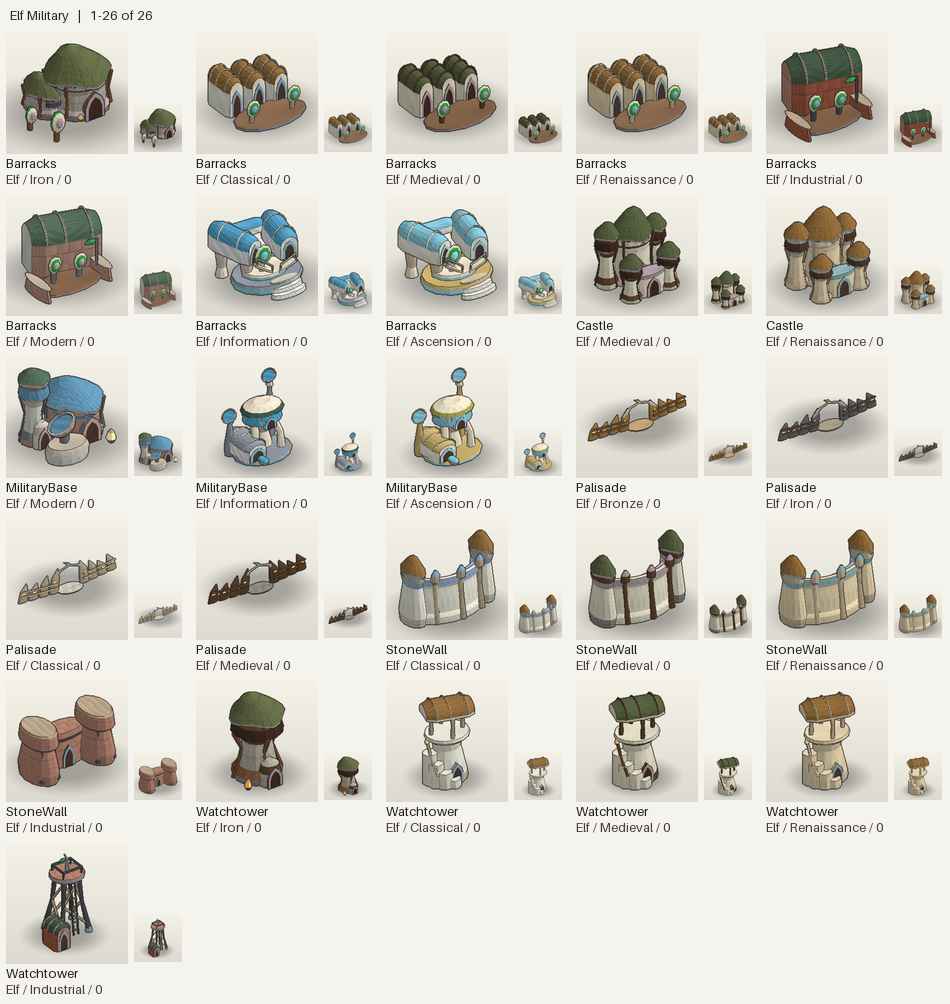 Elf Military | 1-26 of 26
Barracks
Elf / Iron / 0
Barracks
Elf / Classical / 0
Barracks
Elf / Medieval / 0
Barracks
Elf / Renaissance / 0
Barracks
Elf / Industrial / 0
Barracks
Elf / Modern / 0
Barracks
Elf / Information / 0
Barracks
Elf / Ascension / 0
Castle
Elf / Medieval / 0
Castle
Elf / Renaissance / 0
MilitaryBase
Elf / Modern / 0
MilitaryBase
Elf / Information / 0
MilitaryBase
Elf / Ascension / 0
Palisade
Elf / Bronze / 0
Palisade
Elf / Iron / 0
Palisade
Elf / Classical / 0
Palisade
Elf / Medieval / 0
StoneWall
Elf / Classical / 0
StoneWall
Elf / Medieval / 0
StoneWall
Elf / Renaissance / 0
StoneWall
Elf / Industrial / 0
Watchtower
Elf / Iron / 0
Watchtower
Elf / Classical / 0
Watchtower
Elf / Medieval / 0
Watchtower
Elf / Renaissance / 0
Watchtower
Elf / Industrial / 0